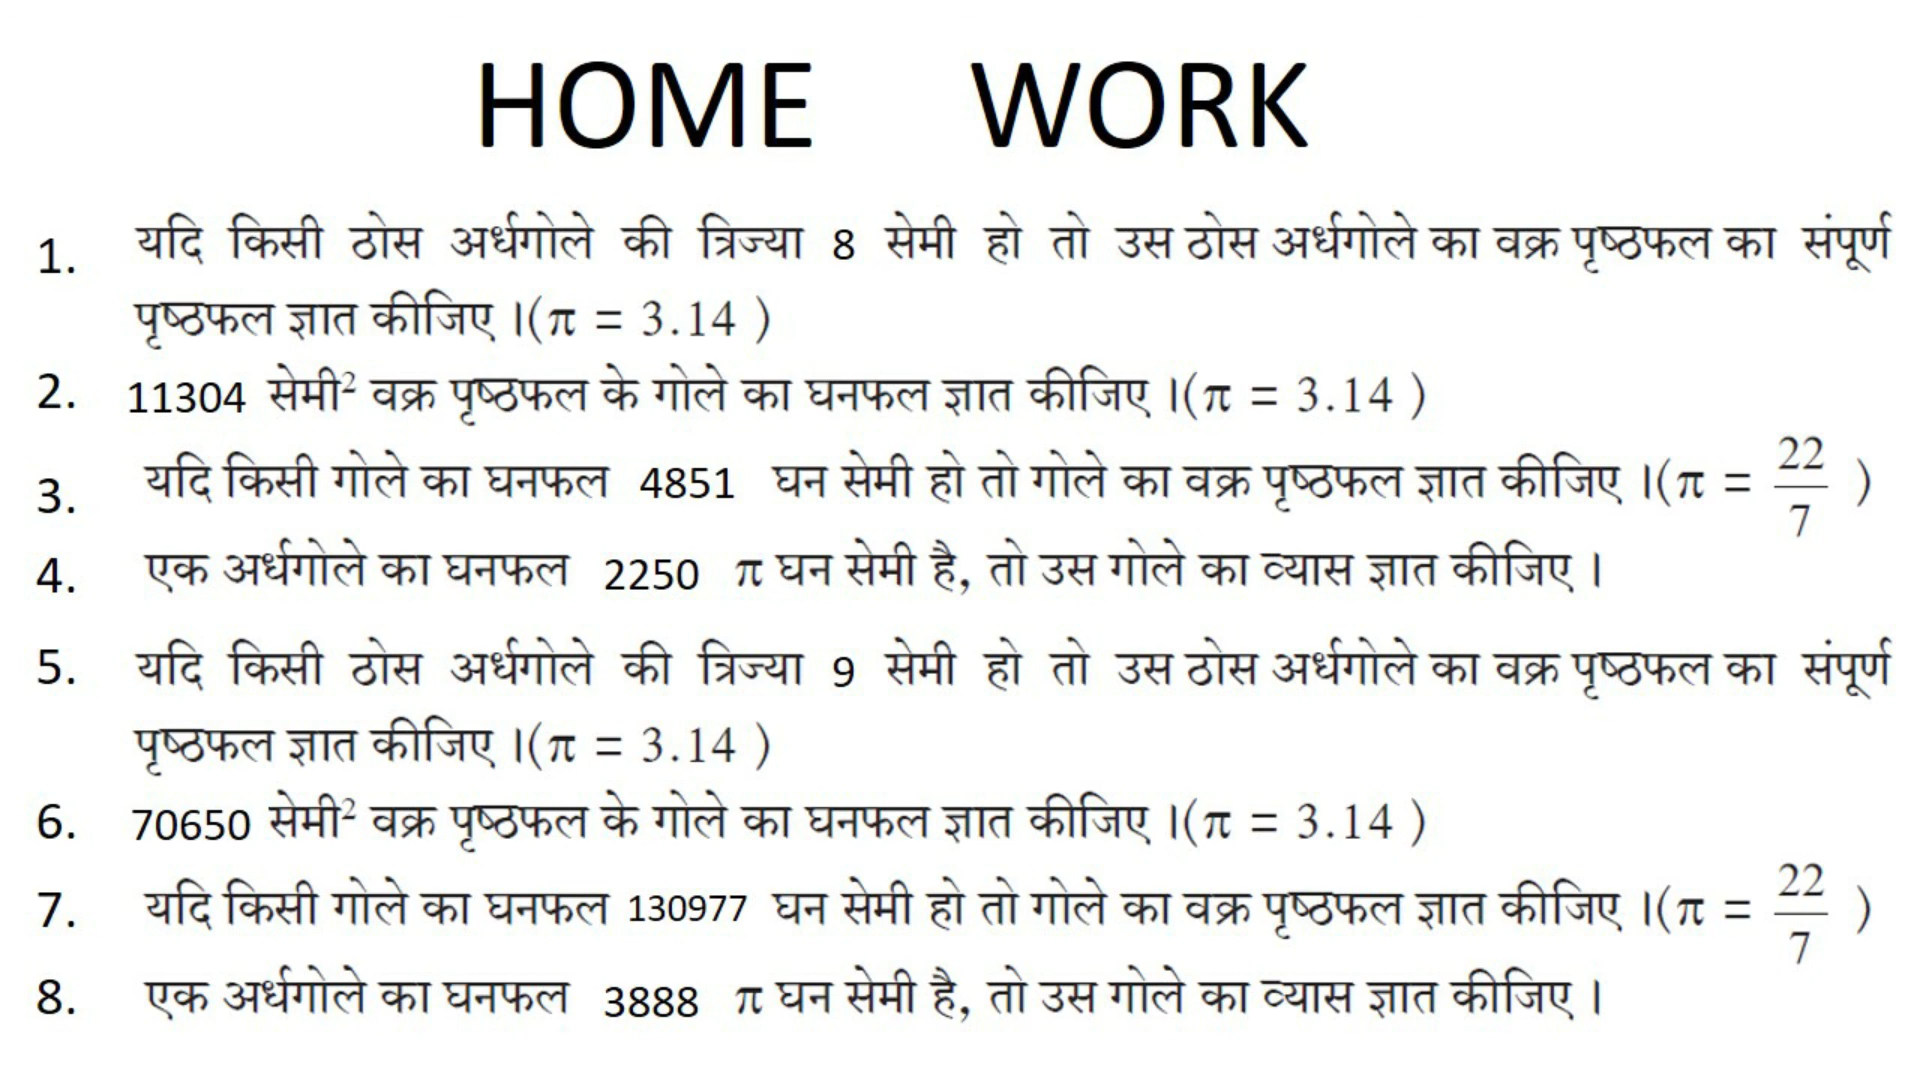 HOME WORK
1. यदि किसी ठोस अर्धगोले की त्रिज्या 8 सेमी हो तो उस ठोस अर्धगोले का वक्र पृष्ठफल का संपूर्ण
पृष्ठफल ज्ञात कीजिए ।(π = 3.14 )
2. 11304 सेमी² वक्र पृष्ठफल के गोले का घनफल ज्ञात कीजिए ।(π = 3.14 )
3. यदि किसी गोले का घनफल 4851 घन सेमी हो तो गोले का वक्र पृष्ठफल ज्ञात कीजिए ।(π = 22/7 )
4. एक अर्धगोले का घनफल 2250 π घन सेमी है, तो उस गोले का व्यास ज्ञात कीजिए ।
5. यदि किसी ठोस अर्धगोले की त्रिज्या 9 सेमी हो तो उस ठोस अर्धगोले का वक्र पृष्ठफल का संपूर्ण
पृष्ठफल ज्ञात कीजिए ।(π = 3.14 )
6. 70650 सेमी² वक्र पृष्ठफल के गोले का घनफल ज्ञात कीजिए ।(π = 3.14 )
7. यदि किसी गोले का घनफल 130977 घन सेमी हो तो गोले का वक्र पृष्ठफल ज्ञात कीजिए ।(π = 22/7 )
8. एक अर्धगोले का घनफल 3888 π घन सेमी है, तो उस गोले का व्यास ज्ञात कीजिए ।